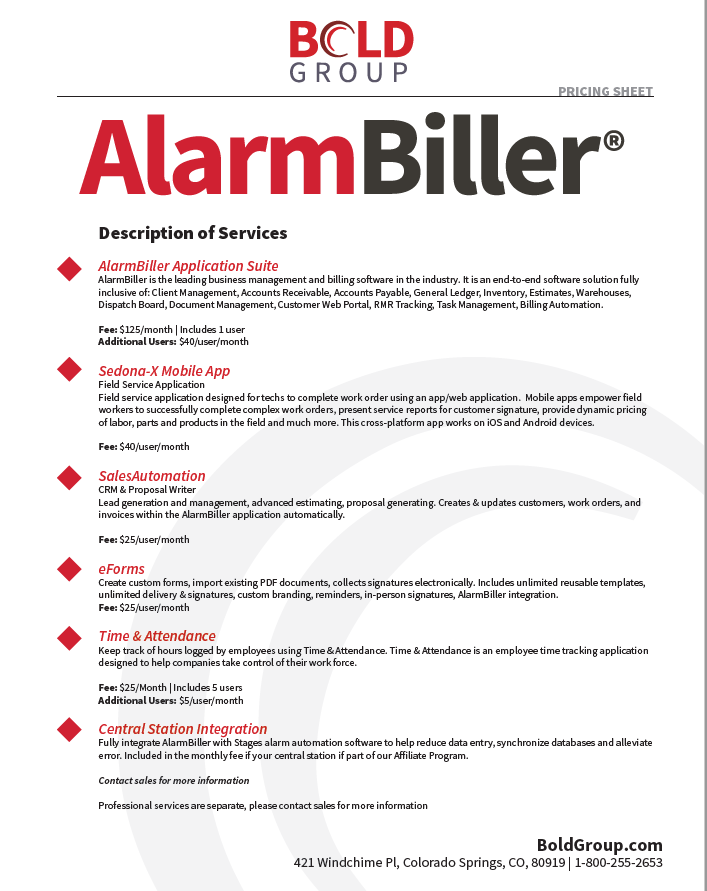 BOLD
GROUP
PRICING SHEET
AlarmBiller®
Description of Services
AlarmBiller Application Suite
AlarmBiller is the leading business management and billing software in the industry. It is an end-to-end software solution fully
inclusive of: Client Management, Accounts Receivable, Accounts Payable, General Ledger, Inventory, Estimates, Warehouses,
Dispatch Board, Document Management, Customer Web Portal, RMR Tracking, Task Management, Billing Automation.
Fee: $125/month | Includes 1 user
Additional Users: $40/user/month
Sedona-X Mobile App
Field Service Application
Field service application designed for techs to complete work order using an app/web application. Mobile apps empower field
workers to successfully complete complex work orders, present service reports for customer signature, provide dynamic pricing
of labor, parts and products in the field and much more. This cross-platform app works on iOS and Android devices.
Fee: $40/user/month
SalesAutomation
CRM & Proposal Writer
Lead generation and management, advanced estimating, proposal generating. Creates & updates customers, work orders, and
invoices within the AlarmBiller application automatically.
Fee: $25/user/month
eForms
Create custom forms, import existing PDF documents, collects signatures electronically. Includes unlimited reusable templates,
unlimited delivery & signatures, custom branding, reminders, in-person signatures, AlarmBiller integration.
Fee: $25/user/month
Time & Attendance
Keep track of hours logged by employees using Time & Attendance. Time & Attendance is an employee time tracking application
designed to help companies take control of their work force.
Fee: $25/Month | Includes 5 users
Additional Users: $5/user/month
Central Station Integration
Fully integrate AlarmBiller with Stages alarm automation software to help reduce data entry, synchronize databases and alleviate
error. Included in the monthly fee if your central station if part of our Affiliate Program.
Contact sales for more information
Professional services are separate, please contact sales for more information
BoldGroup.com
421 Windchime Pl, Colorado Springs, CO, 80919 | 1-800-255-2653